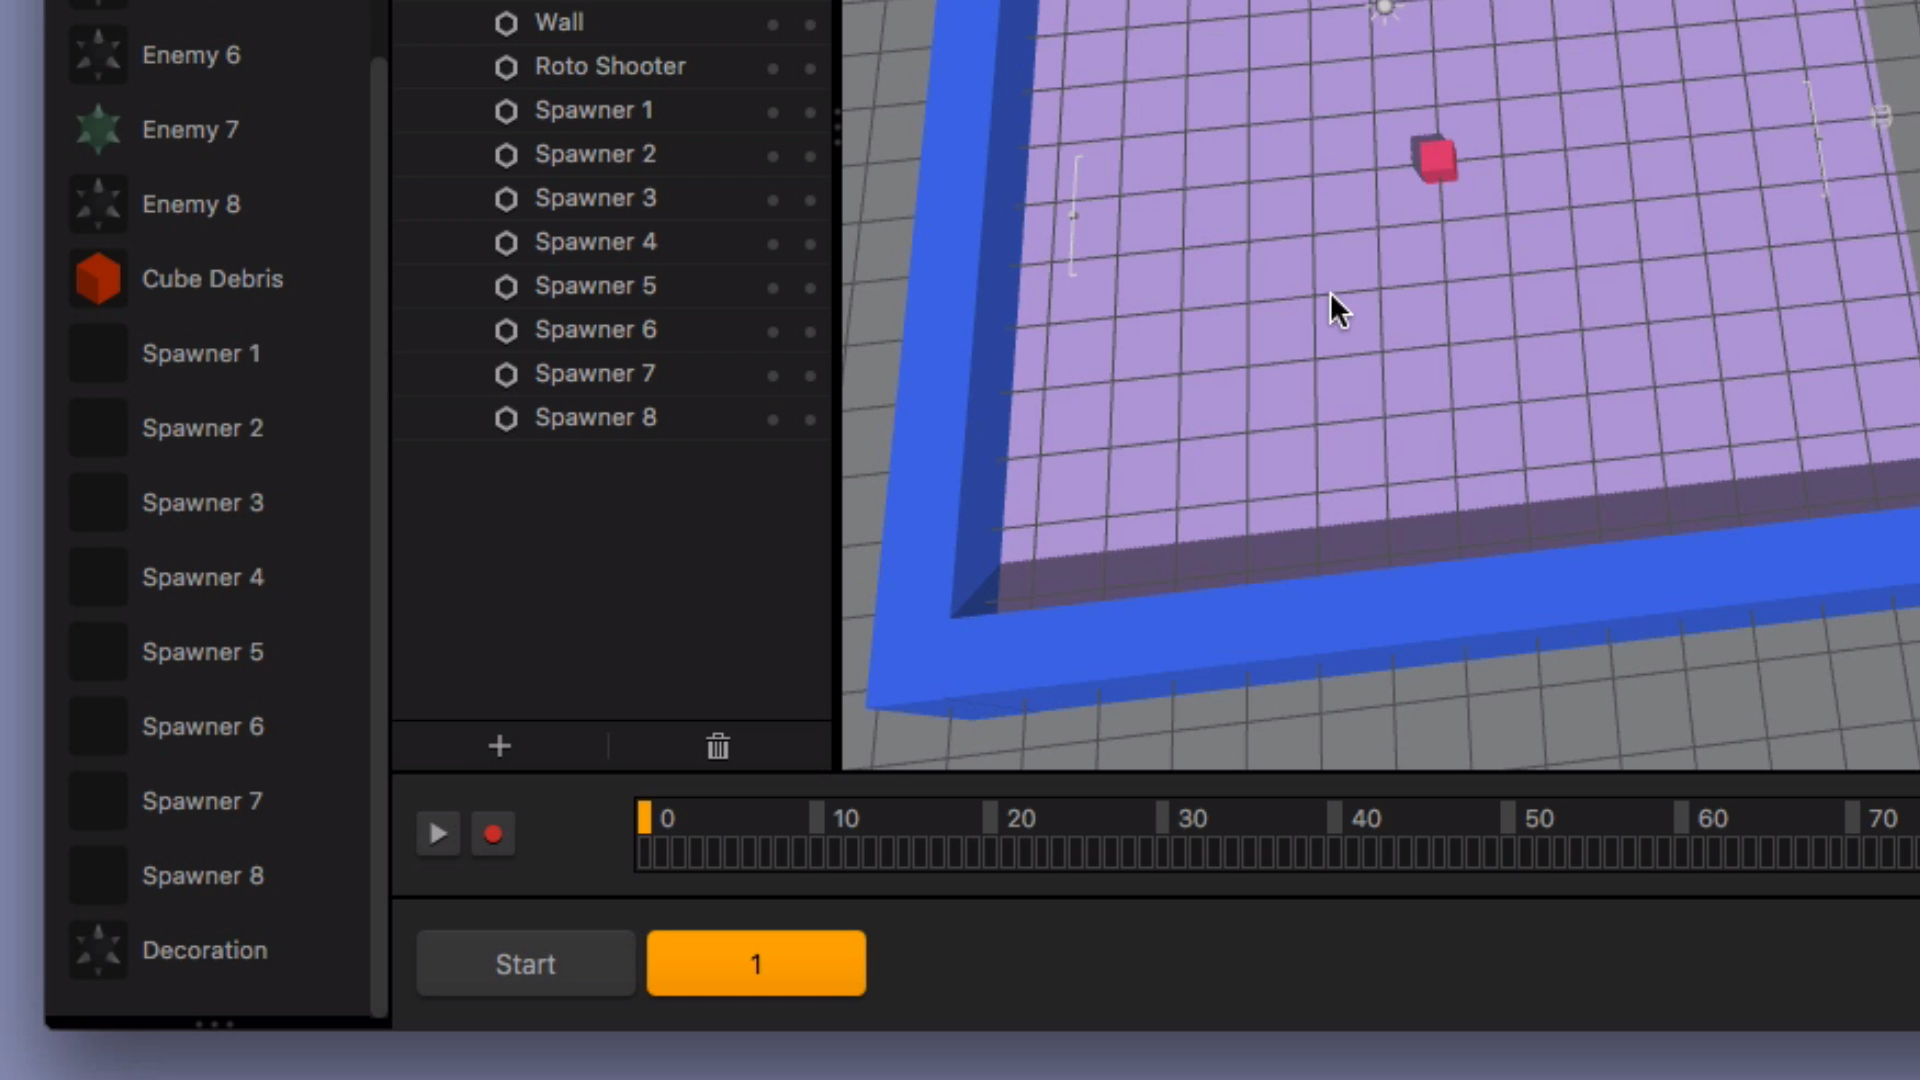 Enemy 6
Enemy 7
Enemy 8
Cube Debris
Spawner 1
Spawner 2
Spawner 3
Spawner 4
Spawner 5
Spawner 6
Spawner 7
Spawner 8
Decoration
Wall
Roto Shooter
Spawner 1
Spawner 2
Spawner 3
Spawner 4
Spawner 5
Spawner 6
Spawner 7
Spawner 8
0 10 20 30 40 50 60 70
Start 1